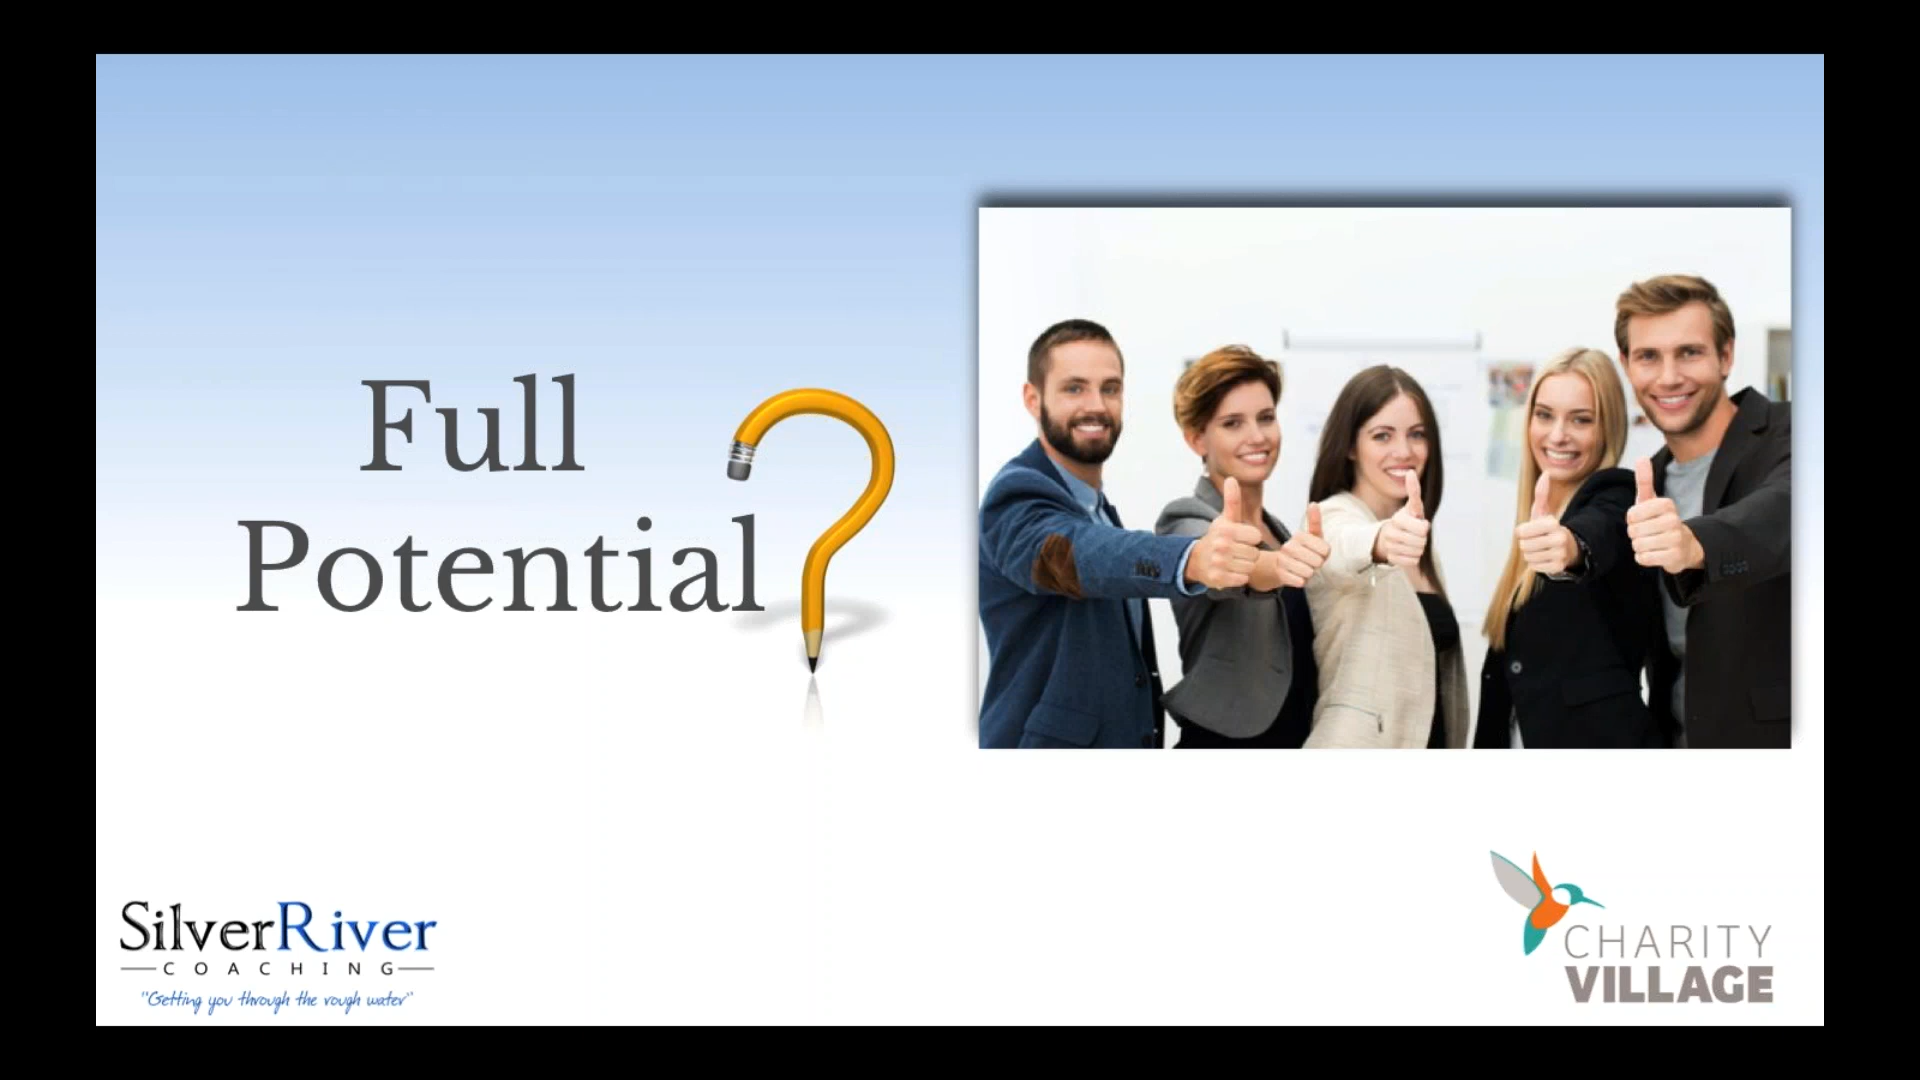 Full
Potential?
SilverRiver
COACHING
"Getting you through the rough water"
CHARITY
VILLAGE